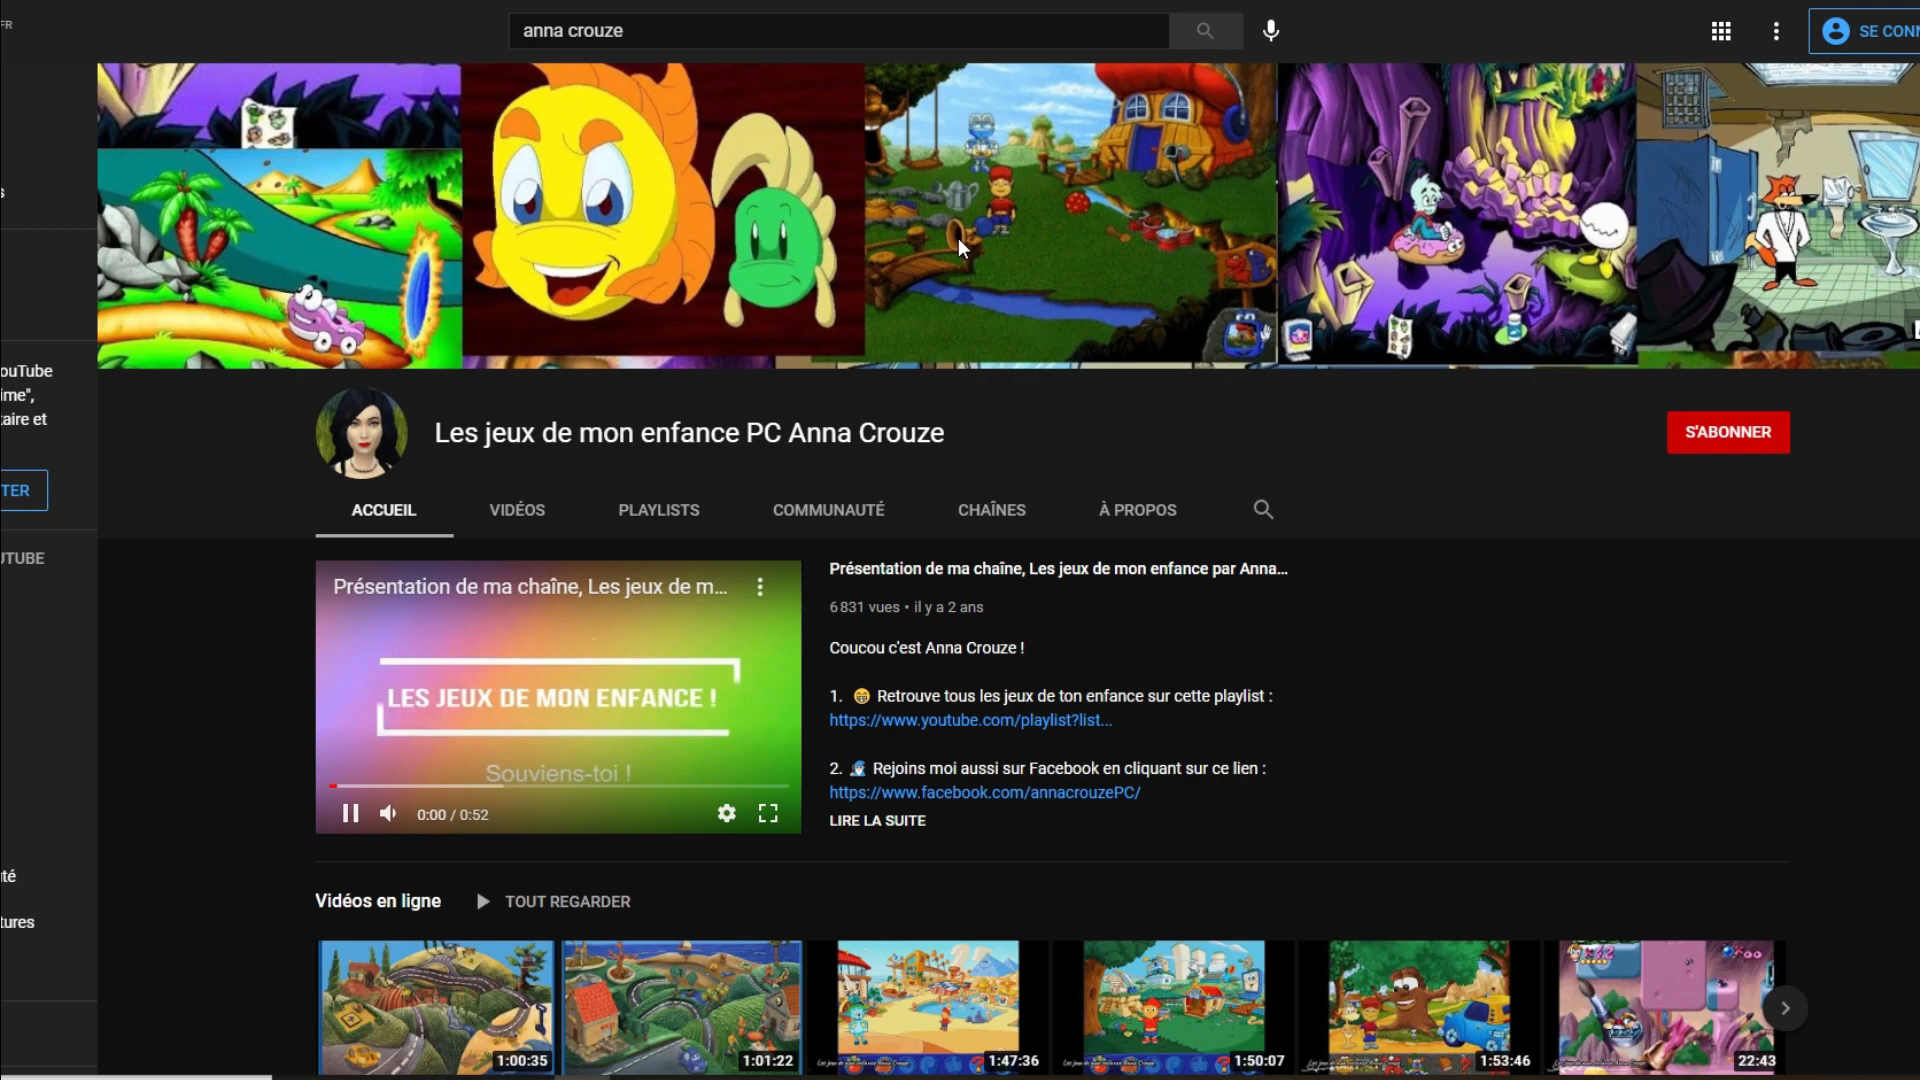 FR
anna crouze
SE CONN
s
ouTube
ime",
taire et
TER
UTUBE
té
tures
Les jeux de mon enfance PC Anna Crouze
S'ABONNER
ACCUEIL
VIDÉOS
PLAYLISTS
COMMUNAUTÉ
CHAÎNES
À PROPOS
Présentation de ma chaîne, Les jeux de m...
LES JEUX DE MON ENFANCE !
Souviens-toi !
0:00 / 0:52
Présentation de ma chaîne, Les jeux de mon enfance par Anna...
6 831 vues • il y a 2 ans
Coucou c'est Anna Crouze !
1. 😁 Retrouve tous les jeux de ton enfance sur cette playlist :
https://www.youtube.com/playlist?list...
2. 🧙 Rejoins moi aussi sur Facebook en cliquant sur ce lien :
https://www.facebook.com/annacrouzePC/
LIRE LA SUITE
Vidéos en ligne
TOUT REGARDER
1:00:35
1:01:22
1:47:36
1:50:07
1:53:46
22:43